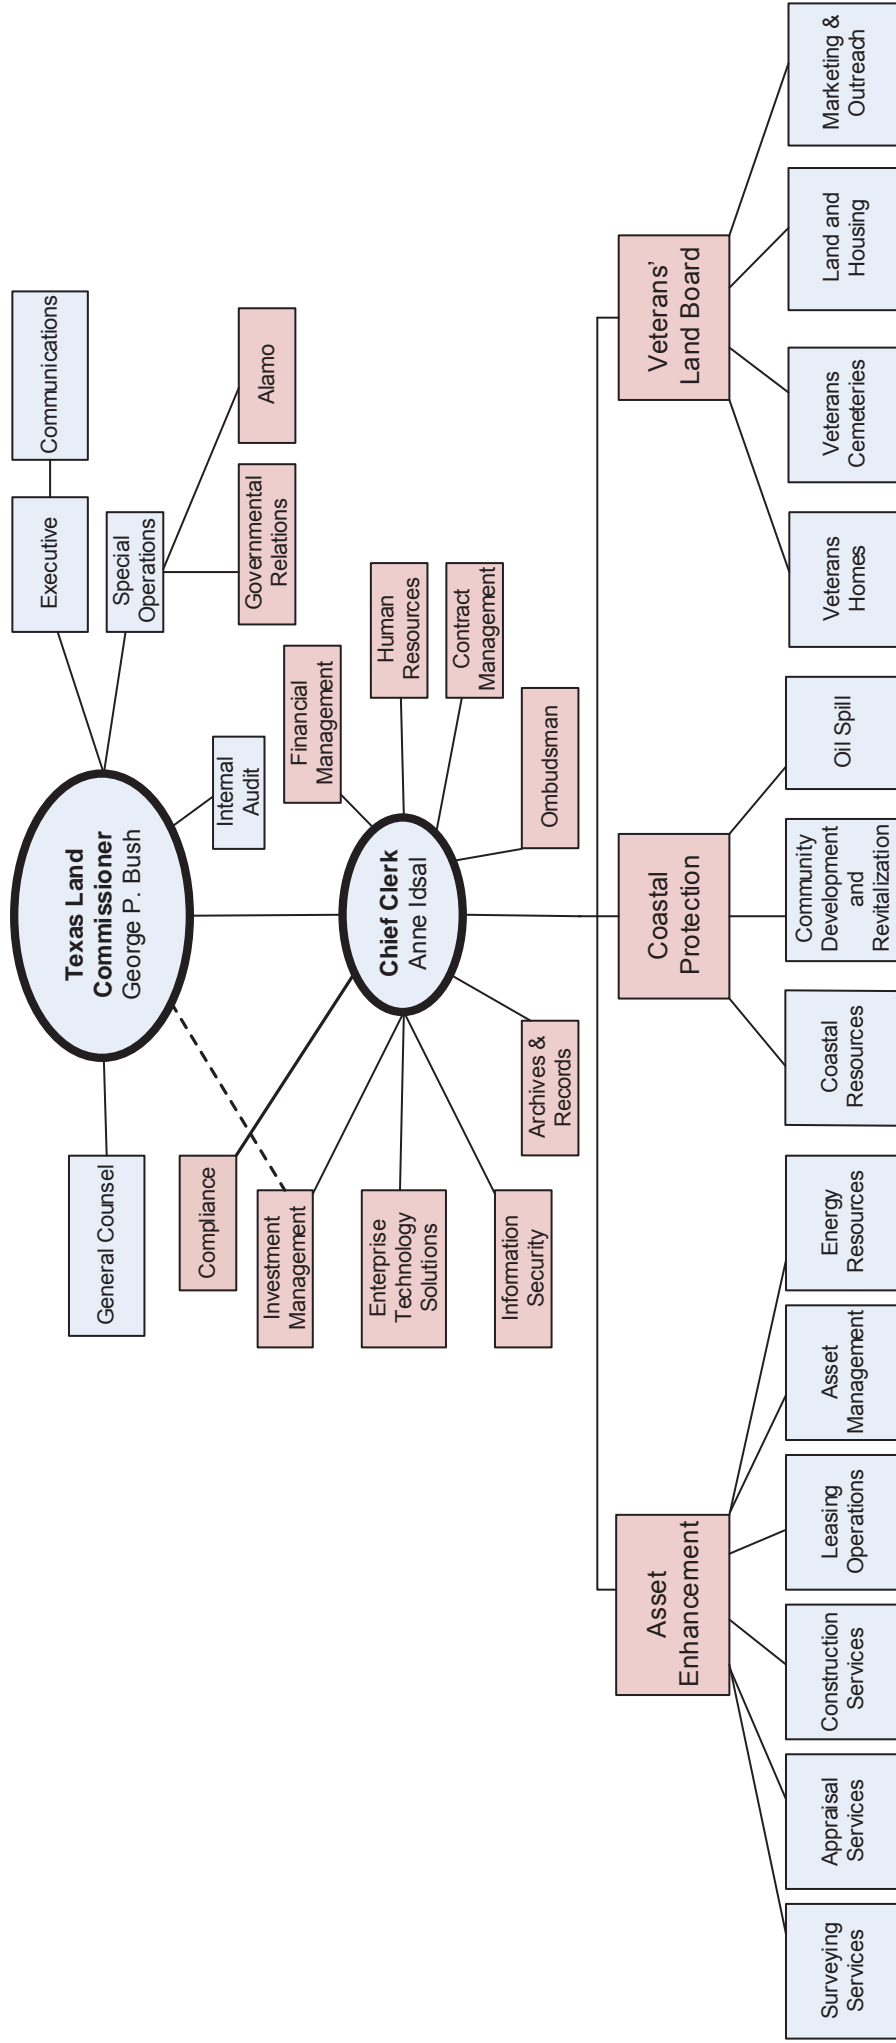 Texas Land
Commissioner
George P. Bush
General Counsel
Executive
Communications
Special
Operations
Governmental
Relations
Alamo
Internal
Audit
Chief Clerk
Anne Idsal
Compliance
Investment
Management
Enterprise
Technology
Solutions
Information
Security
Archives &
Records
Financial
Management
Human
Resources
Contract
Management
Ombudsman
Asset
Enhancement
Coastal
Protection
Veterans’
Land Board
Surveying
Services
Appraisal
Services
Construction
Services
Leasing
Operations
Asset
Management
Energy
Resources
Coastal
Resources
Community
Development
and
Revitalization
Oil Spill
Veterans
Homes
Veterans
Cemeteries
Land and
Housing
Marketing &
Outreach